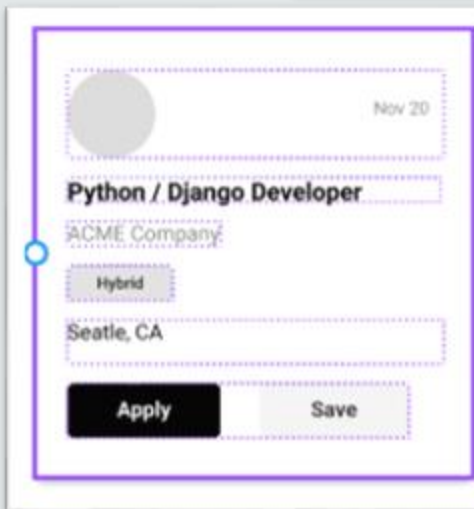 Nov 20
Python / Django Developer
ACME Company
Hybrid
Seatle, CA
Apply
Save